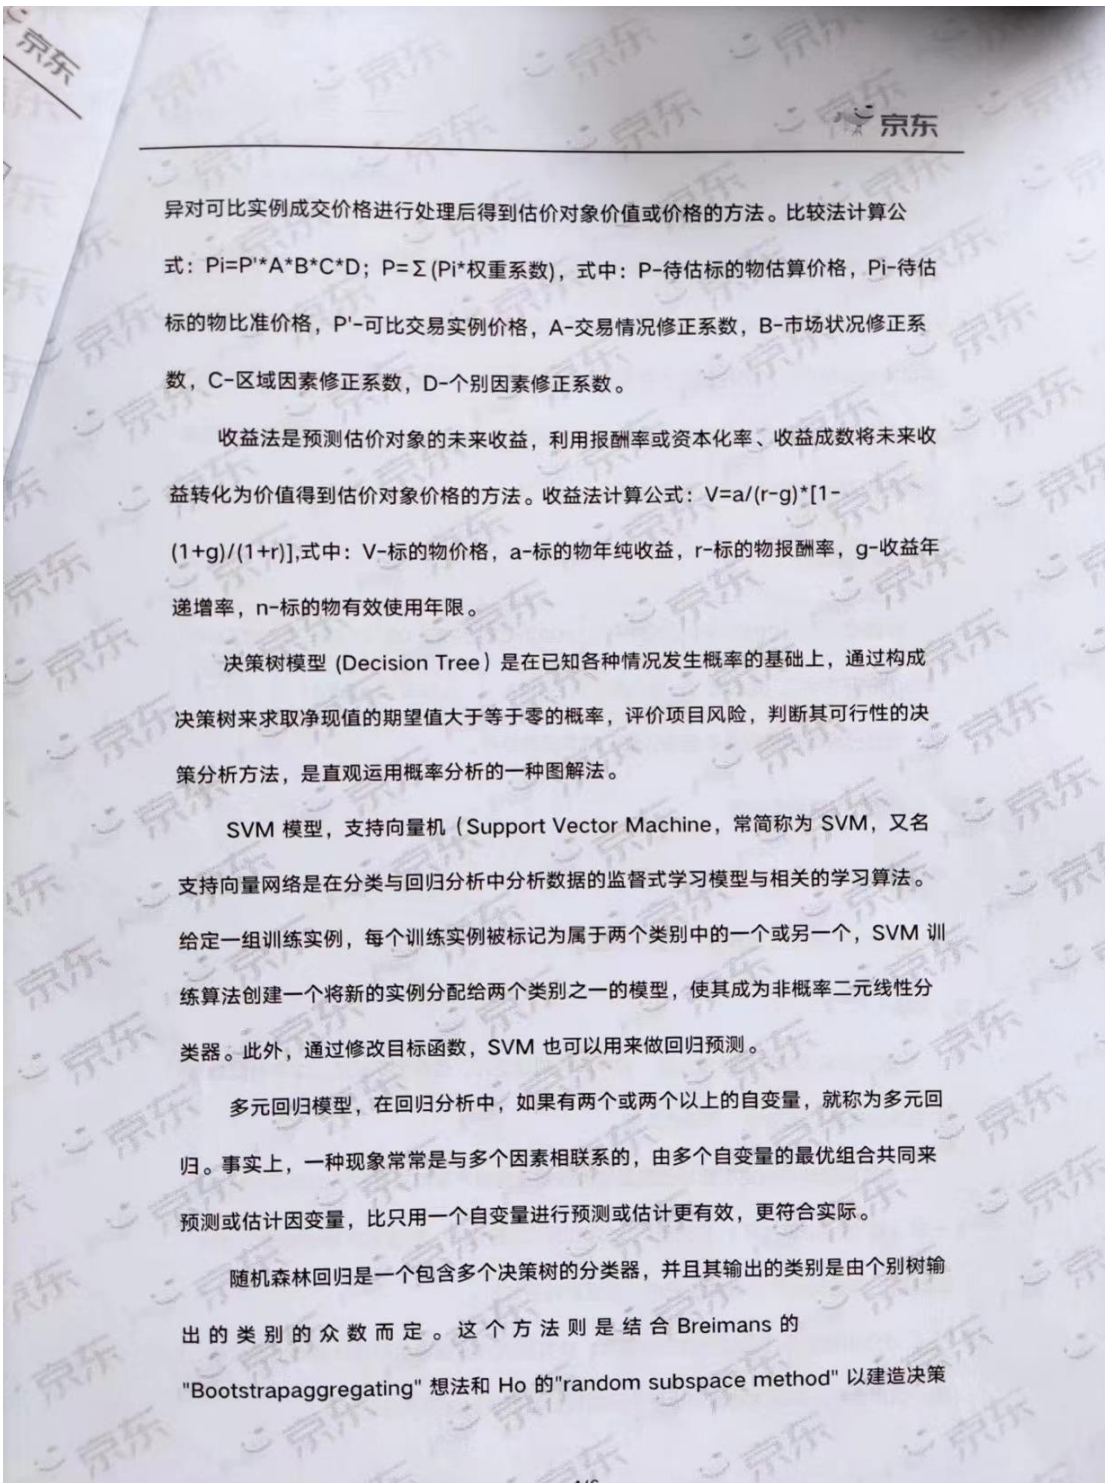 京东
京东
异对可比实例成交价格进行处理后得到估价对象价值或价格的方法。比较法计算公
式：Pi=P'*A*B*C*D；P=Σ(Pi*权重系数)，式中：P-待估标的物估算价格，Pi-待估
标的物比准价格，P'-可比交易实例价格，A-交易情况修正系数，B-市场状况修正系
数，C-区域因素修正系数，D-个别因素修正系数。
收益法是预测估价对象的未来收益，利用报酬率或资本化率、收益成数将未来收
益转化为价值得到估价对象价格的方法。收益法计算公式：V=a/(r-g)*[1-
(1+g)/(1+r)],式中：V-标的物价格，a-标的物年纯收益，r-标的物报酬率，g-收益年
递增率，n-标的物有效使用年限。
决策树模型 (Decision Tree）是在已知各种情况发生概率的基础上，通过构成
决策树来求取净现值的期望值大于等于零的概率，评价项目风险，判断其可行性的决
策分析方法，是直观运用概率分析的一种图解法。
SVM 模型，支持向量机（Support Vector Machine，常简称为 SVM，又名
支持向量网络是在分类与回归分析中分析数据的监督式学习模型与相关的学习算法。
给定一组训练实例，每个训练实例被标记为属于两个类别中的一个或另一个，SVM 训
练算法创建一个将新的实例分配给两个类别之一的模型，使其成为非概率二元线性分
类器。此外，通过修改目标函数，SVM 也可以用来做回归预测。
多元回归模型，在回归分析中，如果有两个或两个以上的自变量，就称为多元回
归。事实上，一种现象常常是与多个因素相联系的，由多个自变量的最优组合共同来
预测或估计因变量，比只用一个自变量进行预测或估计更有效，更符合实际。
随机森林回归是一个包含多个决策树的分类器，并且其输出的类别是由个别树输
出的类别的众数而定。这个方法则是结合 Breimans 的
"Bootstrapaggregating" 想法和 Ho 的"random subspace method" 以建造决策